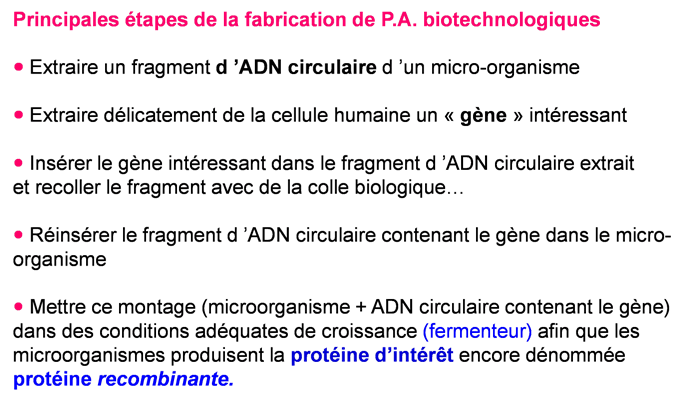 Principales étapes de la fabrication de P.A. biotechnologiques
• Extraire un fragment d ’ADN circulaire d ’un micro-organisme
• Extraire délicatement de la cellule humaine un « gène » intéressant
• Insérer le gène intéressant dans le fragment d ’ADN circulaire extrait
et recoller le fragment avec de la colle biologique…
• Réinsérer le fragment d ’ADN circulaire contenant le gène dans le micro-
organisme
• Mettre ce montage (microorganisme + ADN circulaire contenant le gène)
dans des conditions adéquates de croissance (fermenteur) afin que les
microorganismes produisent la protéine d’intérêt encore dénommée
protéine recombinante.